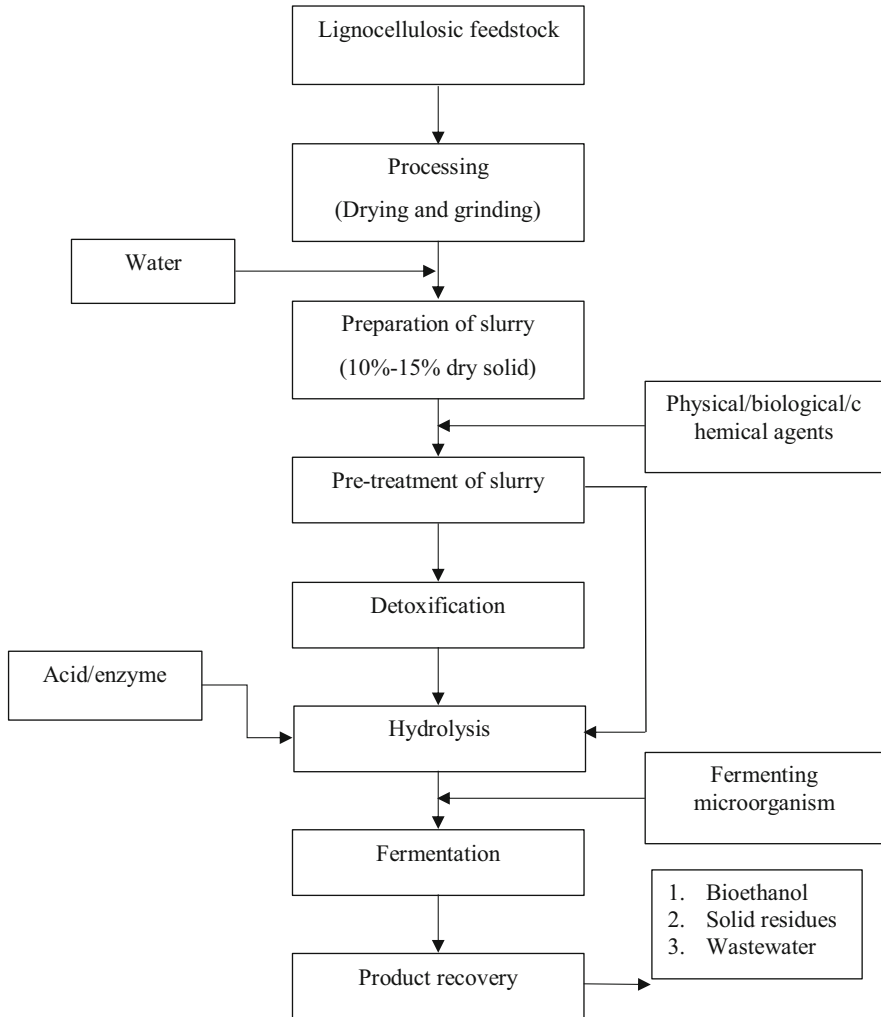 Lignocellulosic feedstock
Processing
(Drying and grinding)
Water
Preparation of slurry
(10%-15% dry solid)
Physical/biological/c
hemical agents
Pre-treatment of slurry
Detoxification
Acid/enzyme
Hydrolysis
Fermenting
microorganism
Fermentation
1. Bioethanol
2. Solid residues
3. Wastewater
Product recovery